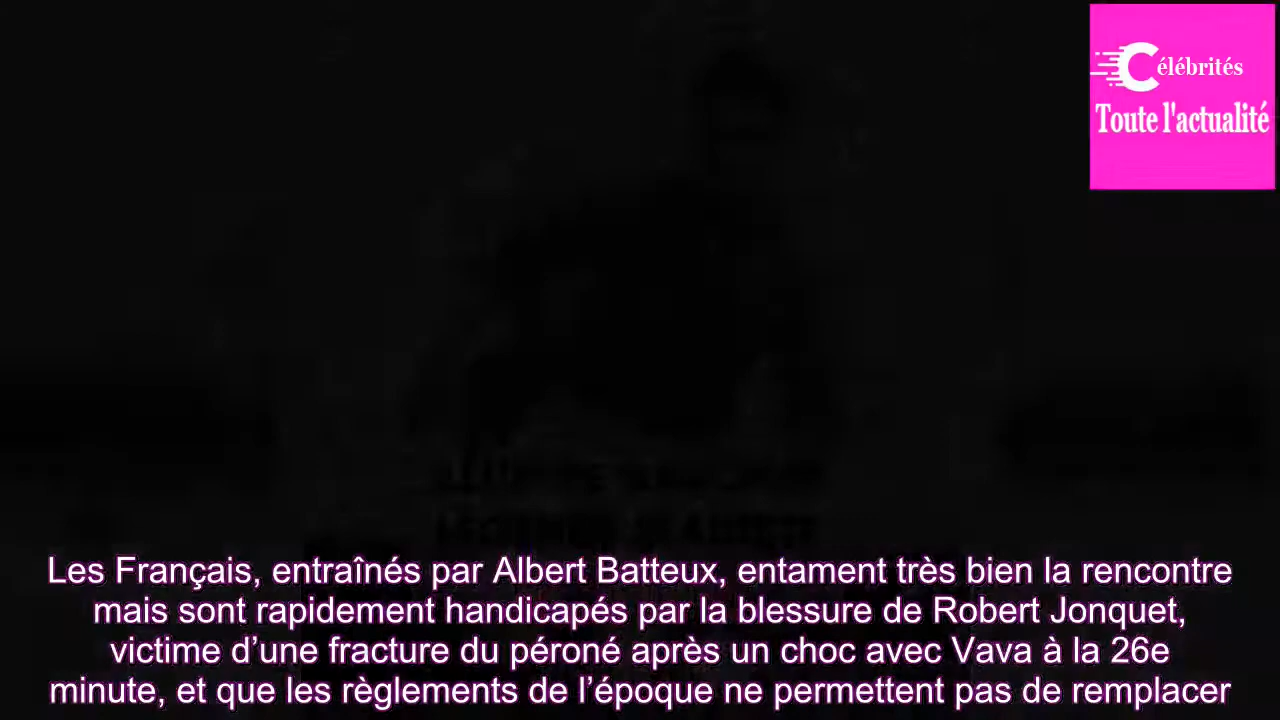 Célébrités
Toute l'actualité
Les Français, entraînés par Albert Batteux, entament très bien la rencontre
mais sont rapidement handicapés par la blessure de Robert Jonquet,
victime d’une fracture du péroné après un choc avec Vava à la 26e
minute, et que les règlements de l’époque ne permettent pas de remplacer